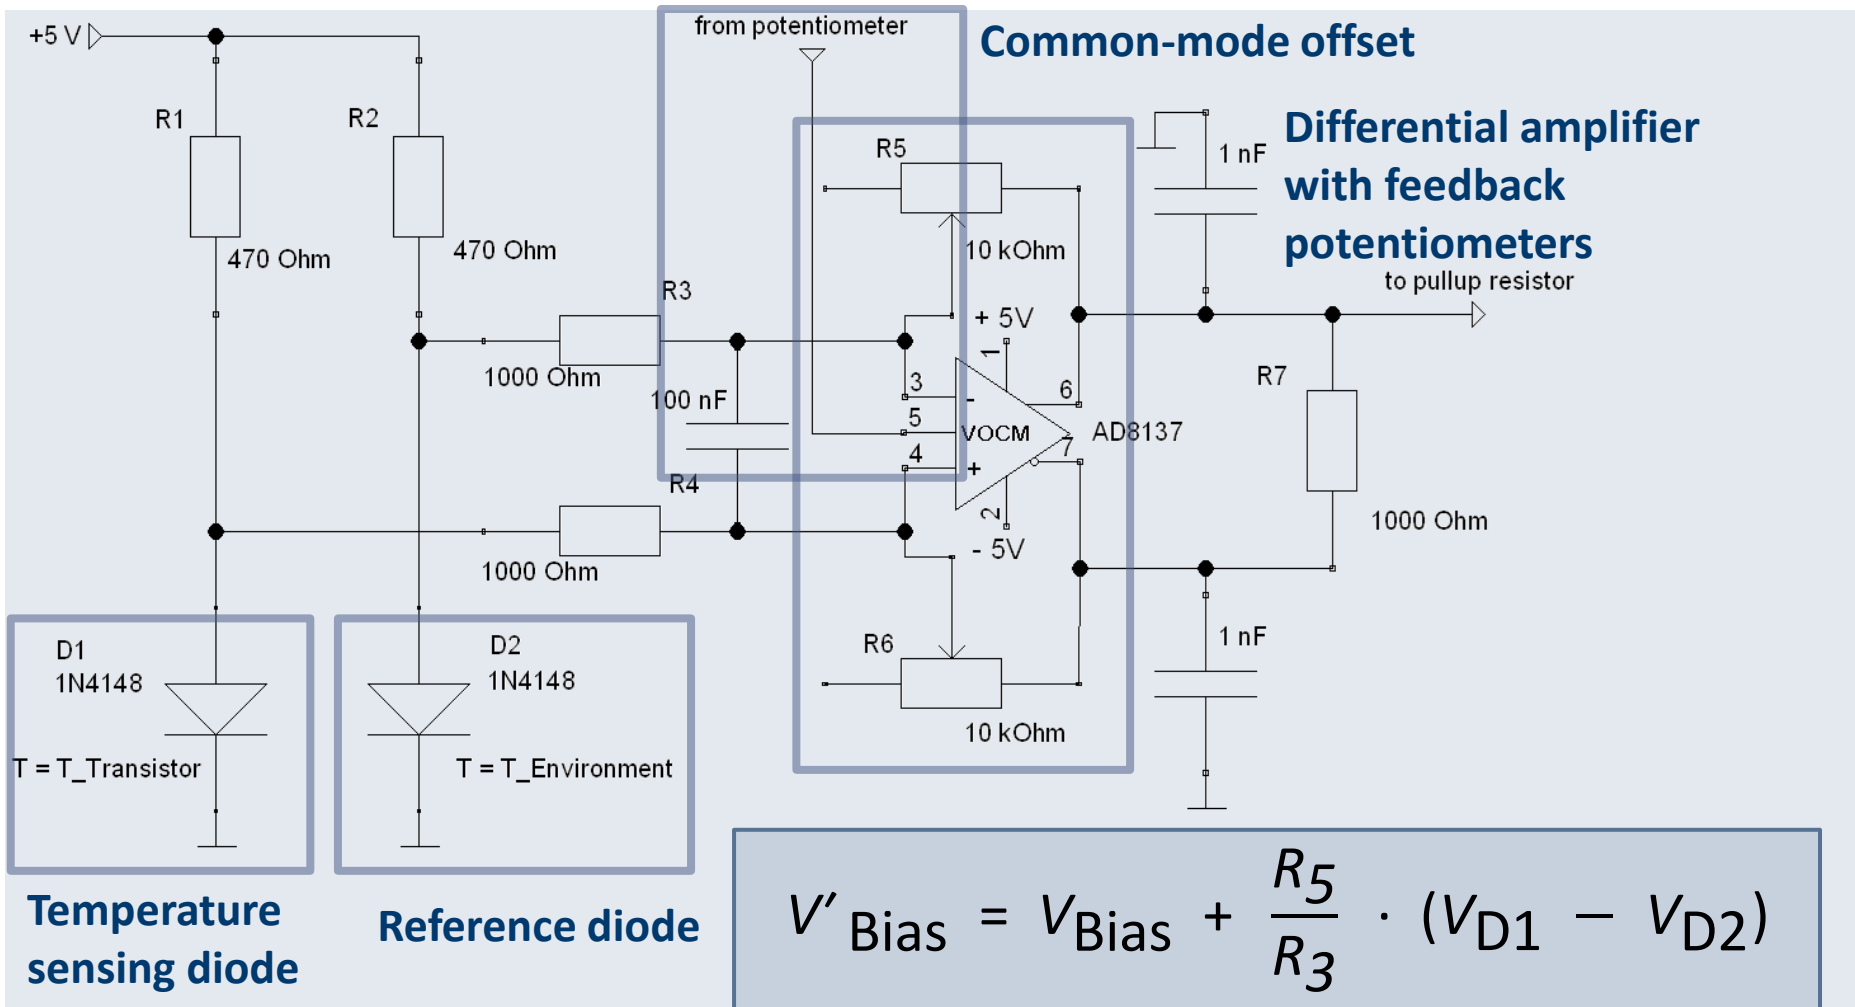 +5 V
from potentiometer
Common-mode offset
R1
R2
R5
1 nF
Differential amplifier
with feedback
potentiometers
470 Ohm
470 Ohm
10 kOhm
to pullup resistor
R3
+ 5V
1
1000 Ohm
3
-
6
R7
100 nF
5
VOCM
AD8137
7
4
+
R4
2
- 5V
1000 Ohm
1000 Ohm
D1
1N4148
D2
1N4148
R6
1 nF
10 kOhm
T = T_Transistor
T = T_Environment
Temperature
sensing diode
Reference diode
V′ Bias = VBias + R5/R3 · (VD1 − VD2)